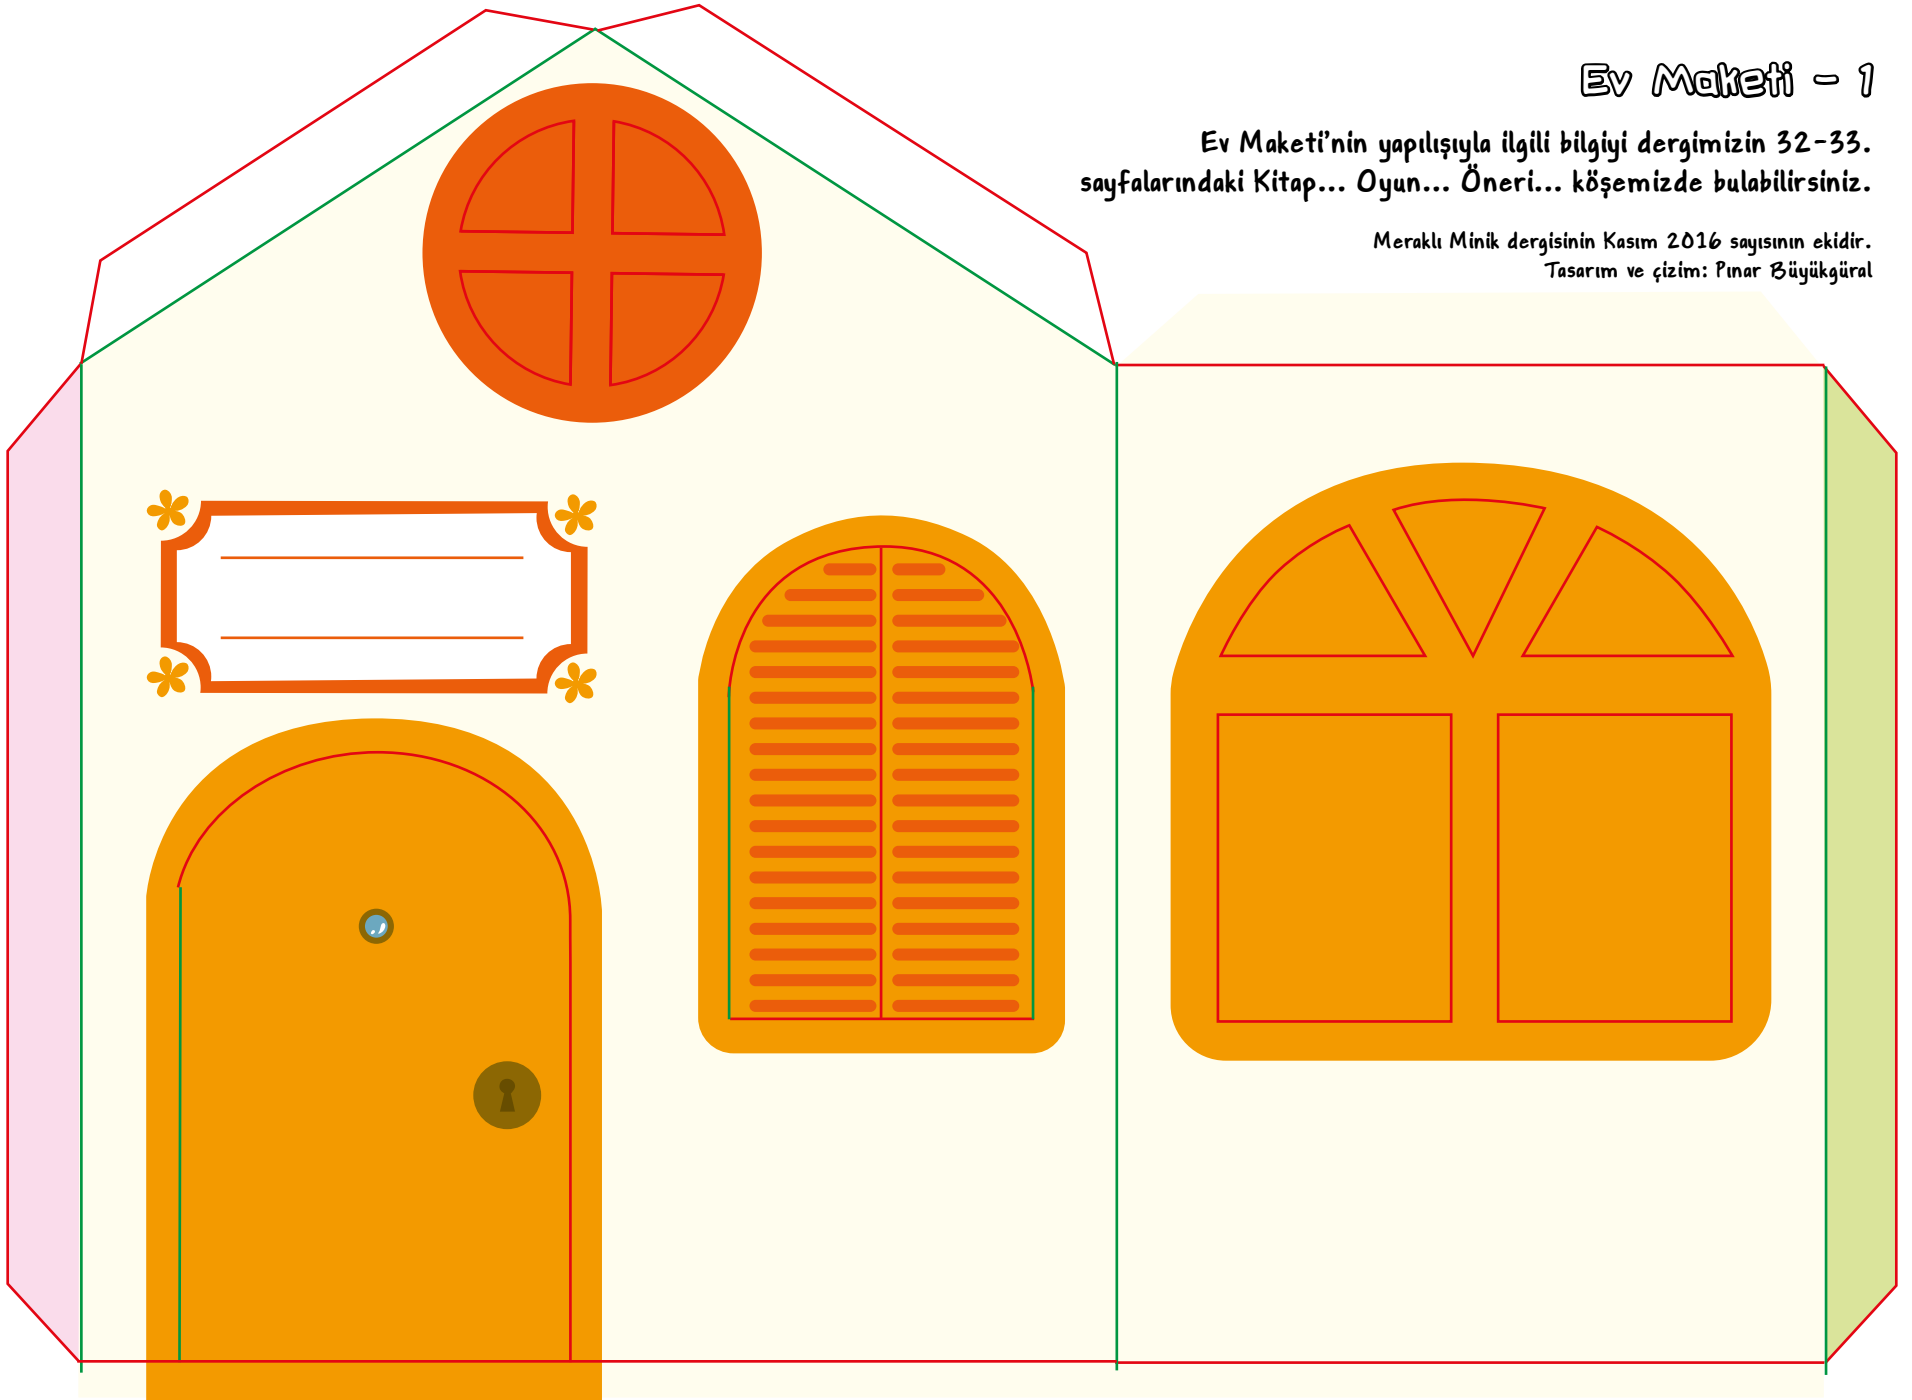 Ev Maketi - 1
Ev Maketi'nin yapılışıyla ilgili bilgiyi dergimizin 32-33.
sayfalarındaki Kitap... Oyun... Öneri... köşemizde bulabilirsiniz.
Meraklı Minik dergisinin Kasım 2016 sayısının ekidir.
Tasarım ve çizim: Pınar Büyükgüral